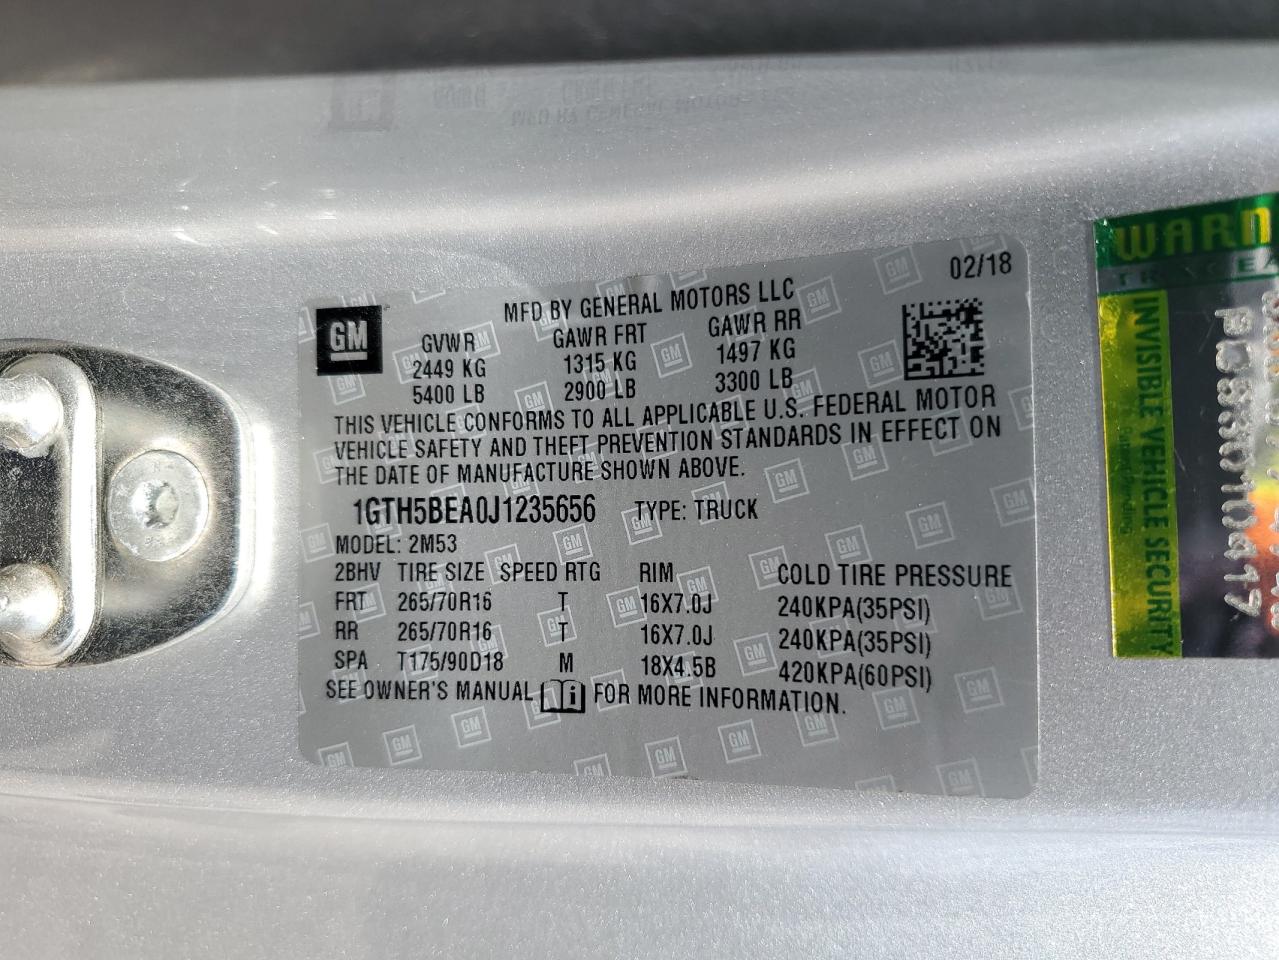 02/18
MFD BY GENERAL MOTORS LLC
GM
GVWR GAWR FRT GAWR RR
2449 KG 1315 KG 1497 KG
5400 LB 2900 LB 3300 LB
THIS VEHICLE CONFORMS TO ALL APPLICABLE U.S. FEDERAL MOTOR
VEHICLE SAFETY AND THEFT PREVENTION STANDARDS IN EFFECT ON
THE DATE OF MANUFACTURE SHOWN ABOVE.
1GTH5BEA0J1235656 TYPE: TRUCK
MODEL: 2M53
2BHV TIRE SIZE SPEED RTG RIM COLD TIRE PRESSURE
FRT 265/70R16 T 16X7.0J 240KPA(35PSI)
RR 265/70R16 T 16X7.0J 240KPA(35PSI)
SPA T175/90D18 M 18X4.5B 420KPA(60PSI)
SEE OWNER'S MANUAL FOR MORE INFORMATION.
WARN
INVISIBLE VEHICLE SECURITY